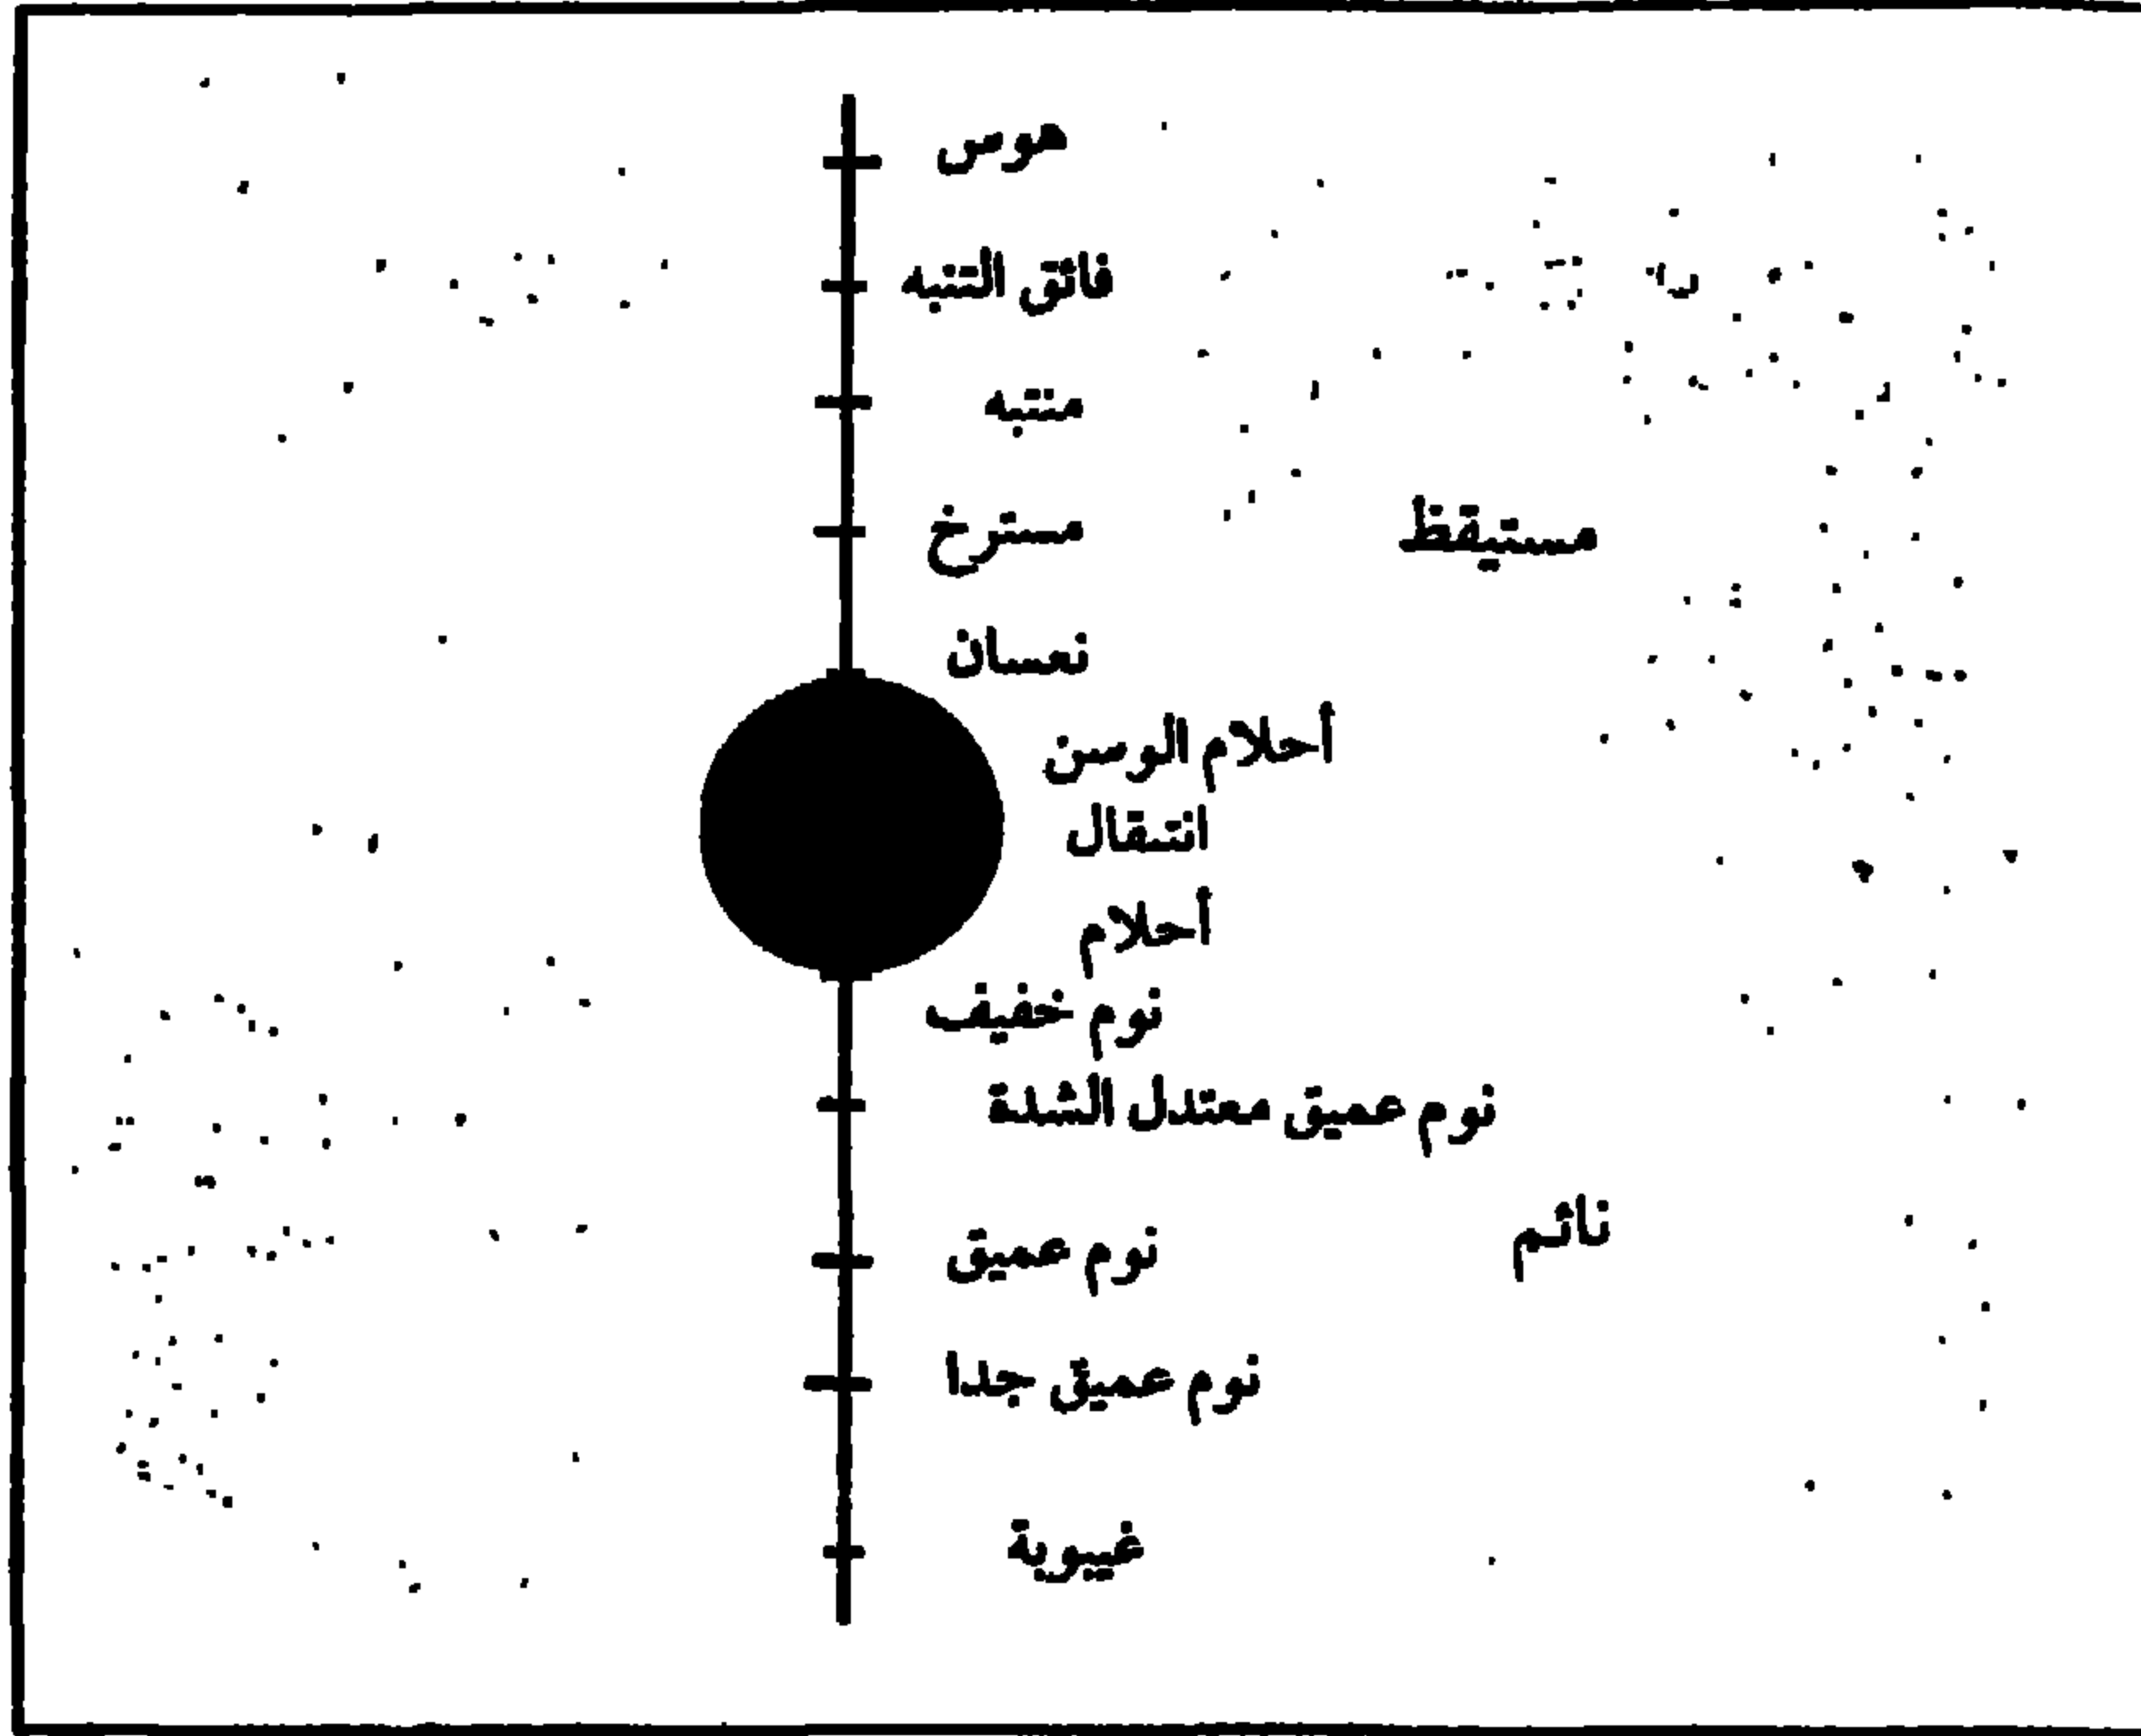 هوس
فائق التنبه
متنبه
مسترخ
مستيقظ
نعسان
أحلام الوسن
انتقال
أحلام
نوم خفيف
نوم عميق معتدل الشدة
نائم
نوم عميق
نوم عميق جدا
غيبوبة